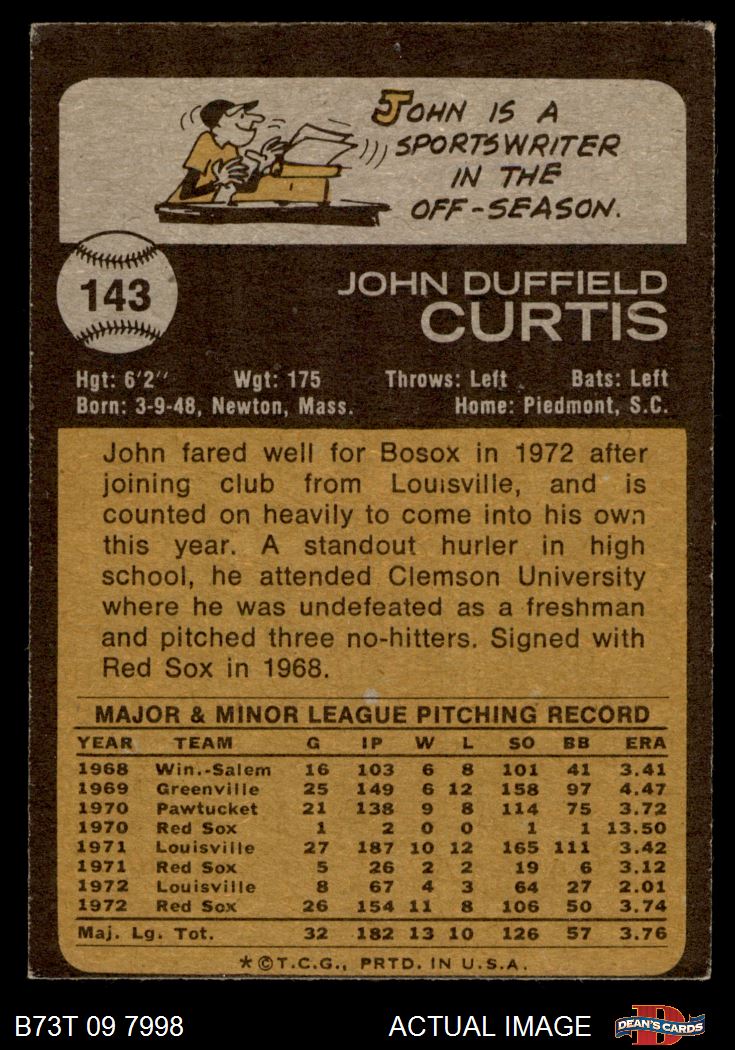 JOHN IS A
SPORTSWRITER
IN THE
OFF-SEASON.
143
JOHN DUFFIELD
CURTIS
Hgt: 6'2'' Wgt: 175 Throws: Left Bats: Left
Born: 3-9-48, Newton, Mass. Home: Piedmont, S.C.
John fared well for Bosox in 1972 after
joining club from Louisville, and is
counted on heavily to come into his own
this year. A standout hurler in high
school, he attended Clemson University
where he was undefeated as a freshman
and pitched three no-hitters. Signed with
Red Sox in 1968.
MAJOR & MINOR LEAGUE PITCHING RECORD
YEAR TEAM G IP W L SO BB ERA
1968 Win.-Salem 16 103 6 8 101 41 3.41
1969 Greenville 25 149 6 12 158 97 4.47
1970 Pawtucket 21 138 9 8 114 75 3.72
1970 Red Sox 1 2 0 0 1 1 13.50
1971 Louisville 27 187 10 12 165 111 3.42
1971 Red Sox 5 26 2 2 19 6 3.12
1972 Louisville 8 67 4 3 64 27 2.01
1972 Red Sox 26 154 11 8 106 50 3.74
Maj. Lg. Tot. 32 182 13 10 126 57 3.76
*©T.C.G., PRTD. IN U.S.A.
B73T 09 7998 ACTUAL IMAGE DEAN'S CARDS